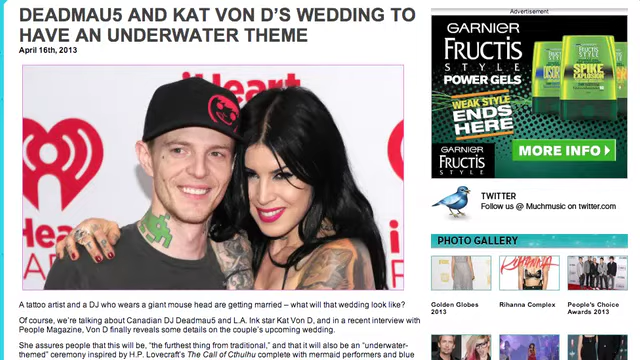 DEADMAU5 AND KAT VON D'S WEDDING TO
HAVE AN UNDERWATER THEME
April 16th, 2013
iHeart
A tattoo artist and a DJ who wears a giant mouse head are getting married – what will that wedding look like?
Of course, we're talking about Canadian DJ Deadmau5 and L.A. Ink star Kat Von D, and in a recent interview with
People Magazine, Von D finally reveals some details on the couple's upcoming wedding.
She assures people that this will be, "the furthest thing from traditional," and that it will also be an "underwater-
themed" ceremony inspired by H.P. Lovecraft's The Call of Cthulhu complete with mermaid performers and blue
Advertisement
GARNIER
FRUCTIS
STYLE
POWER GELS
WEAK STYLE
ENDS
HERE
SPIKE
EXPLOSION
GARNIER
FRUCTIS
STYLE
MORE INFO
TWITTER
Follow us @ Muchmusic on twitter.com
PHOTO GALLERY
Golden Globes
2013
Rihanna Complex
People's Choice
Awards 2013